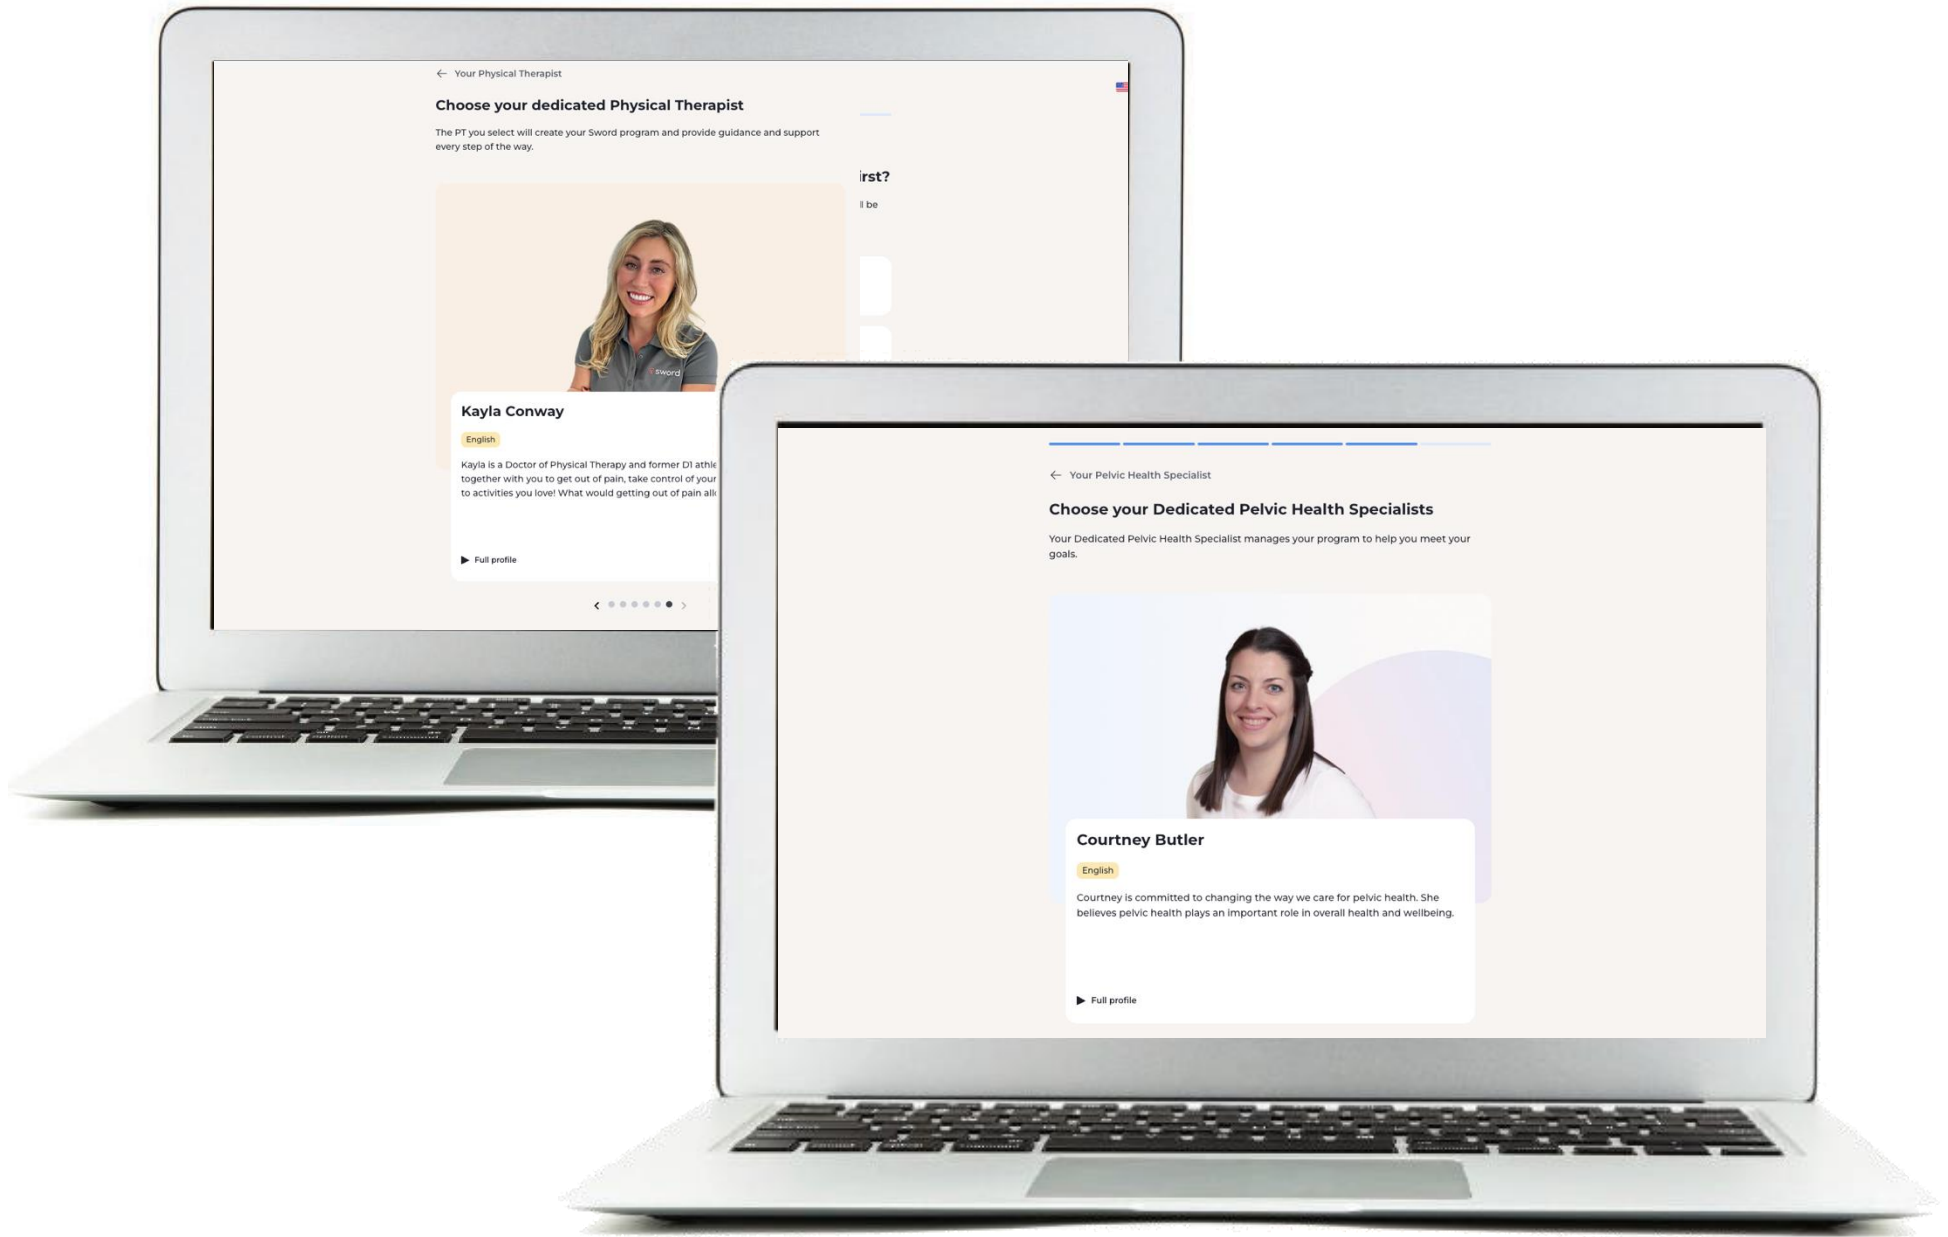 Your Physical Therapist
Choose your dedicated Physical Therapist
The PT you select will create your Sword program and provide guidance and support
every step of the way.
irst?
ll be
sword
Kayla Conway
English
Kayla is a Doctor of Physical Therapy and former D1 athle
together with you to get out of pain, take control of your
to activities you love! What would getting out of pain all
Full profile
Your Pelvic Health Specialist
Choose your Dedicated Pelvic Health Specialists
Your Dedicated Pelvic Health Specialist manages your program to help you meet your
goals.
Courtney Butler
English
Courtney is committed to changing the way we care for pelvic health. She
believes pelvic health plays an important role in overall health and wellbeing.
Full profile